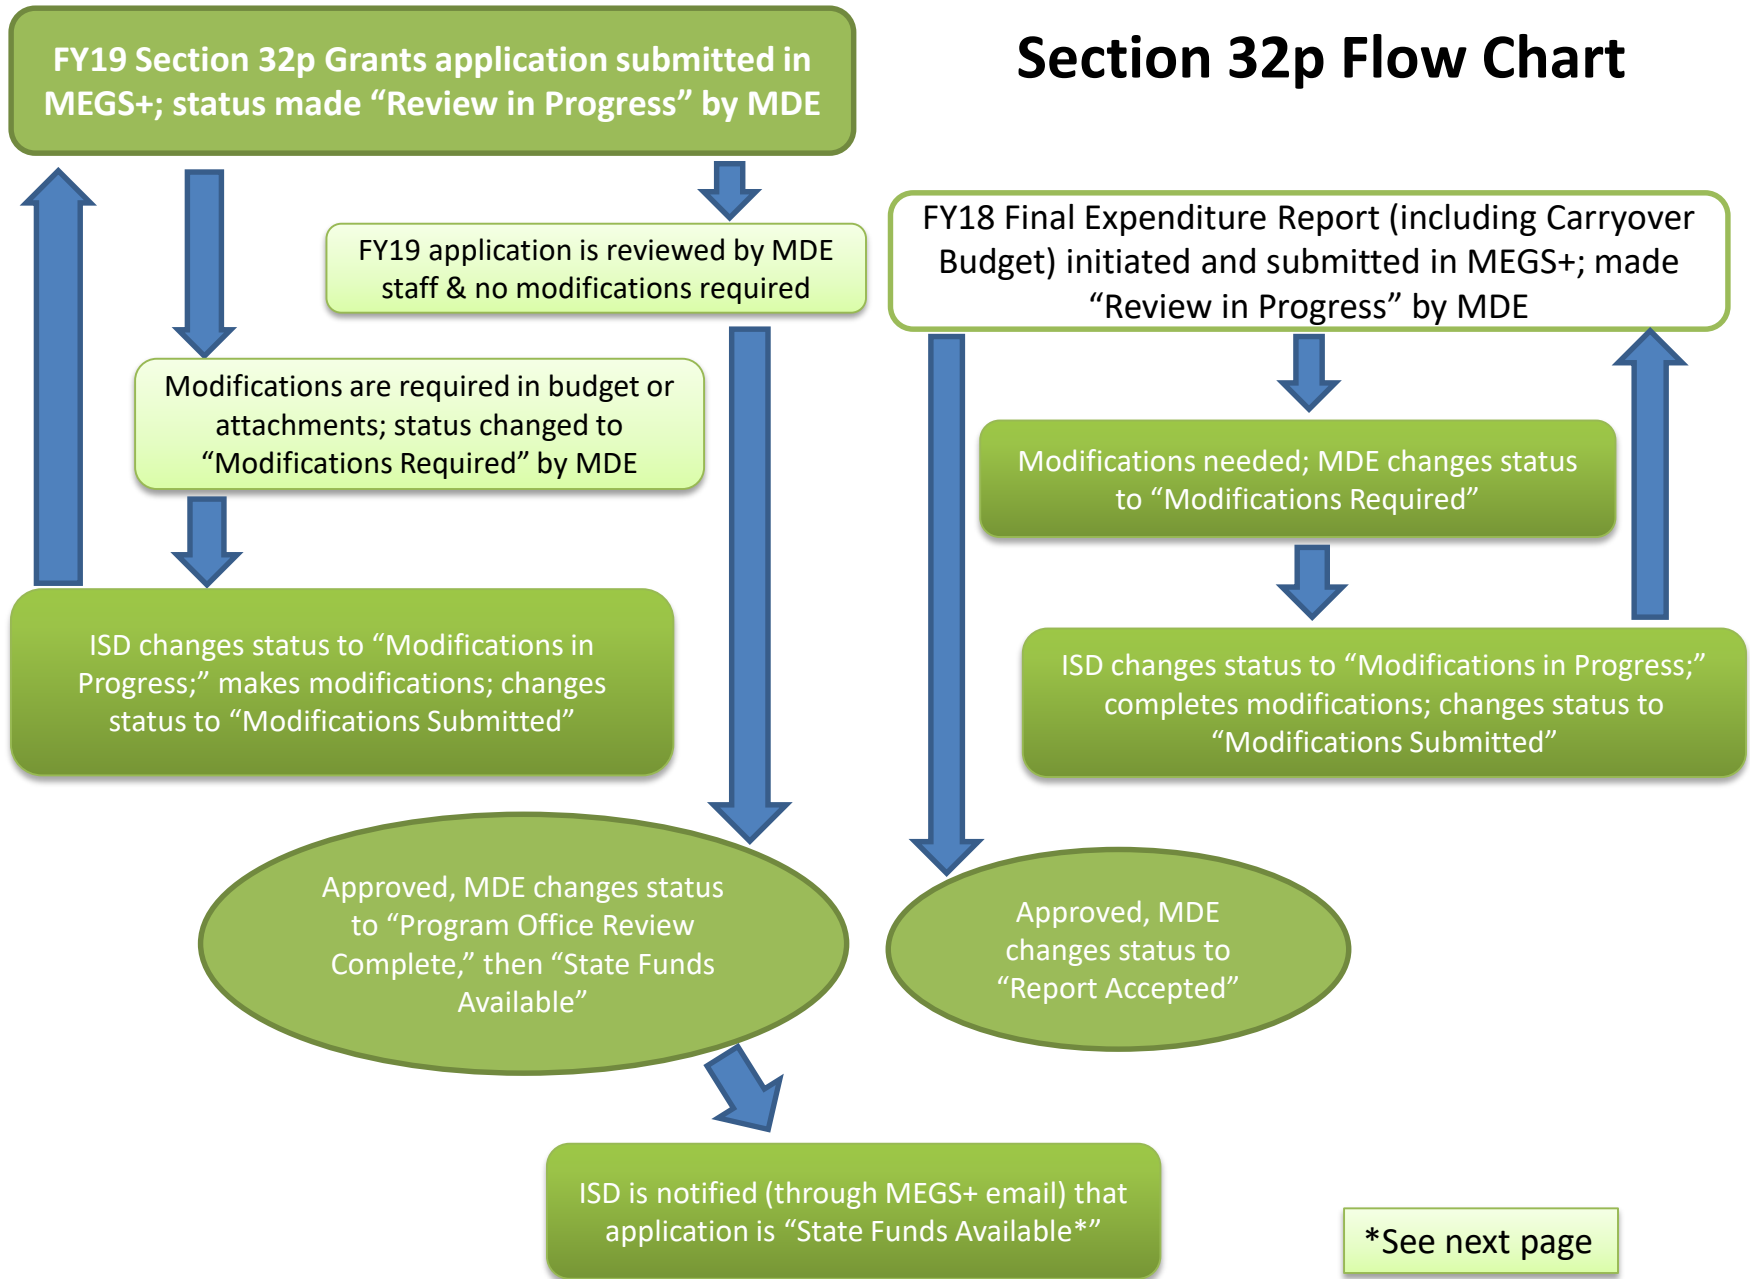 Section 32p Flow Chart
FY19 Section 32p Grants application submitted in
MEGS+; status made “Review in Progress” by MDE
FY19 application is reviewed by MDE
staff & no modifications required
Modifications are required in budget or
attachments; status changed to
“Modifications Required” by MDE
ISD changes status to “Modifications in
Progress;” makes modifications; changes
status to “Modifications Submitted”
Approved, MDE changes status
to “Program Office Review
Complete,” then “State Funds
Available”
ISD is notified (through MEGS+ email) that
application is “State Funds Available*”
FY18 Final Expenditure Report (including Carryover
Budget) initiated and submitted in MEGS+; made
“Review in Progress” by MDE
Modifications needed; MDE changes status
to “Modifications Required”
ISD changes status to “Modifications in Progress;”
completes modifications; changes status to
“Modifications Submitted”
Approved, MDE
changes status to
“Report Accepted”
*See next page